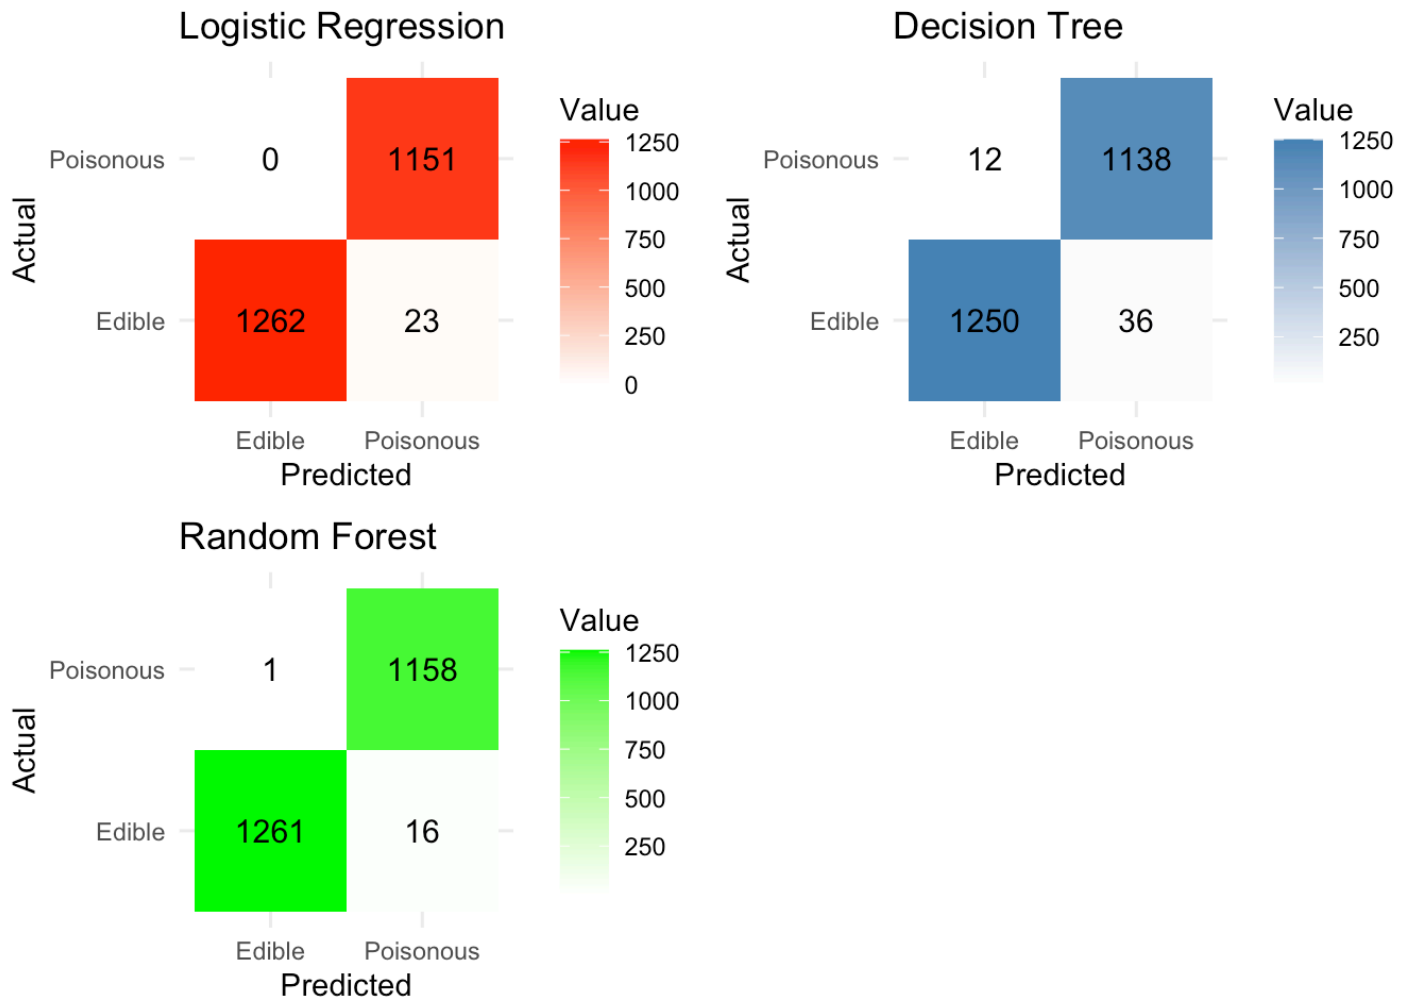 Logistic Regression
Value
1250
1000
750
500
250
0
Actual
Poisonous
Edible
0
1151
1262
23
Edible
Poisonous
Predicted
Decision Tree
Value
1250
1000
750
500
250
Actual
Poisonous
Edible
12
1138
1250
36
Edible
Poisonous
Predicted
Random Forest
Value
1250
1000
750
500
250
Actual
Poisonous
Edible
1
1158
1261
16
Edible
Poisonous
Predicted